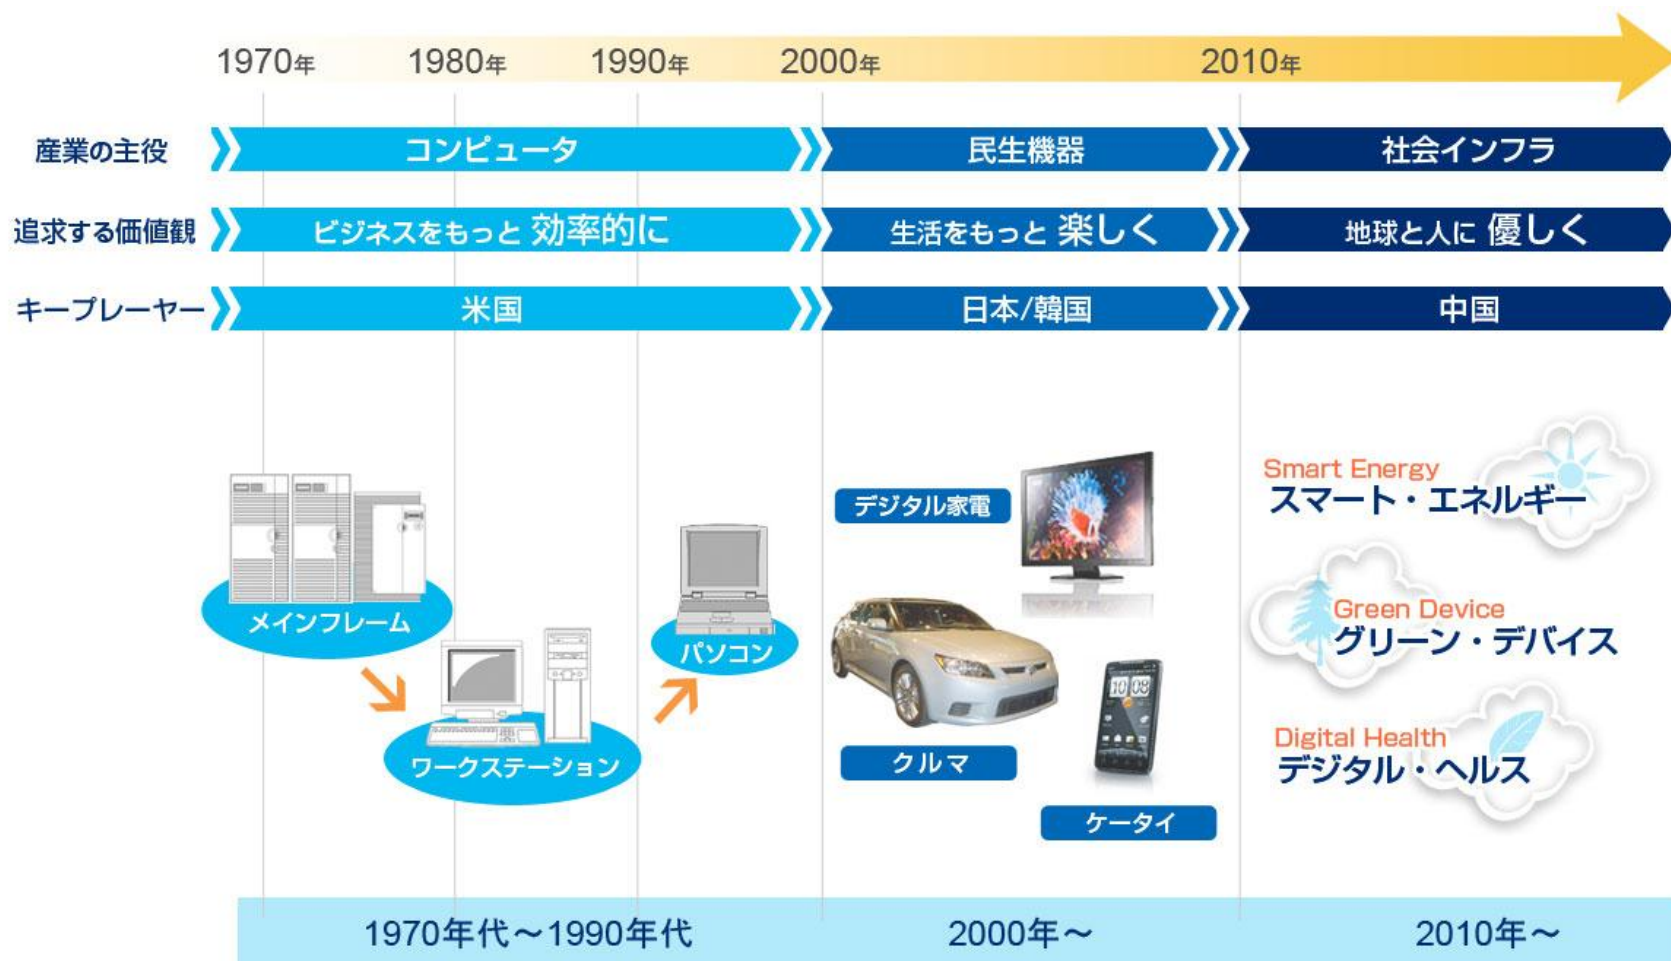 1970年 1980年 1990年 2000年 2010年
産業の主役 コンピュータ 民生機器 社会インフラ
追求する価値観 ビジネスをもっと 効率的に 生活をもっと 楽しく 地球と人に 優しく
キープレーヤー 米国 日本/韓国 中国
メインフレーム
ワークステーション
パソコン
デジタル家電
クルマ
10 08
ケータイ
Smart Energy
スマート・エネルギー
Green Device
グリーン・デバイス
Digital Health
デジタル・ヘルス
1970年代～1990年代 2000年～ 2010年～